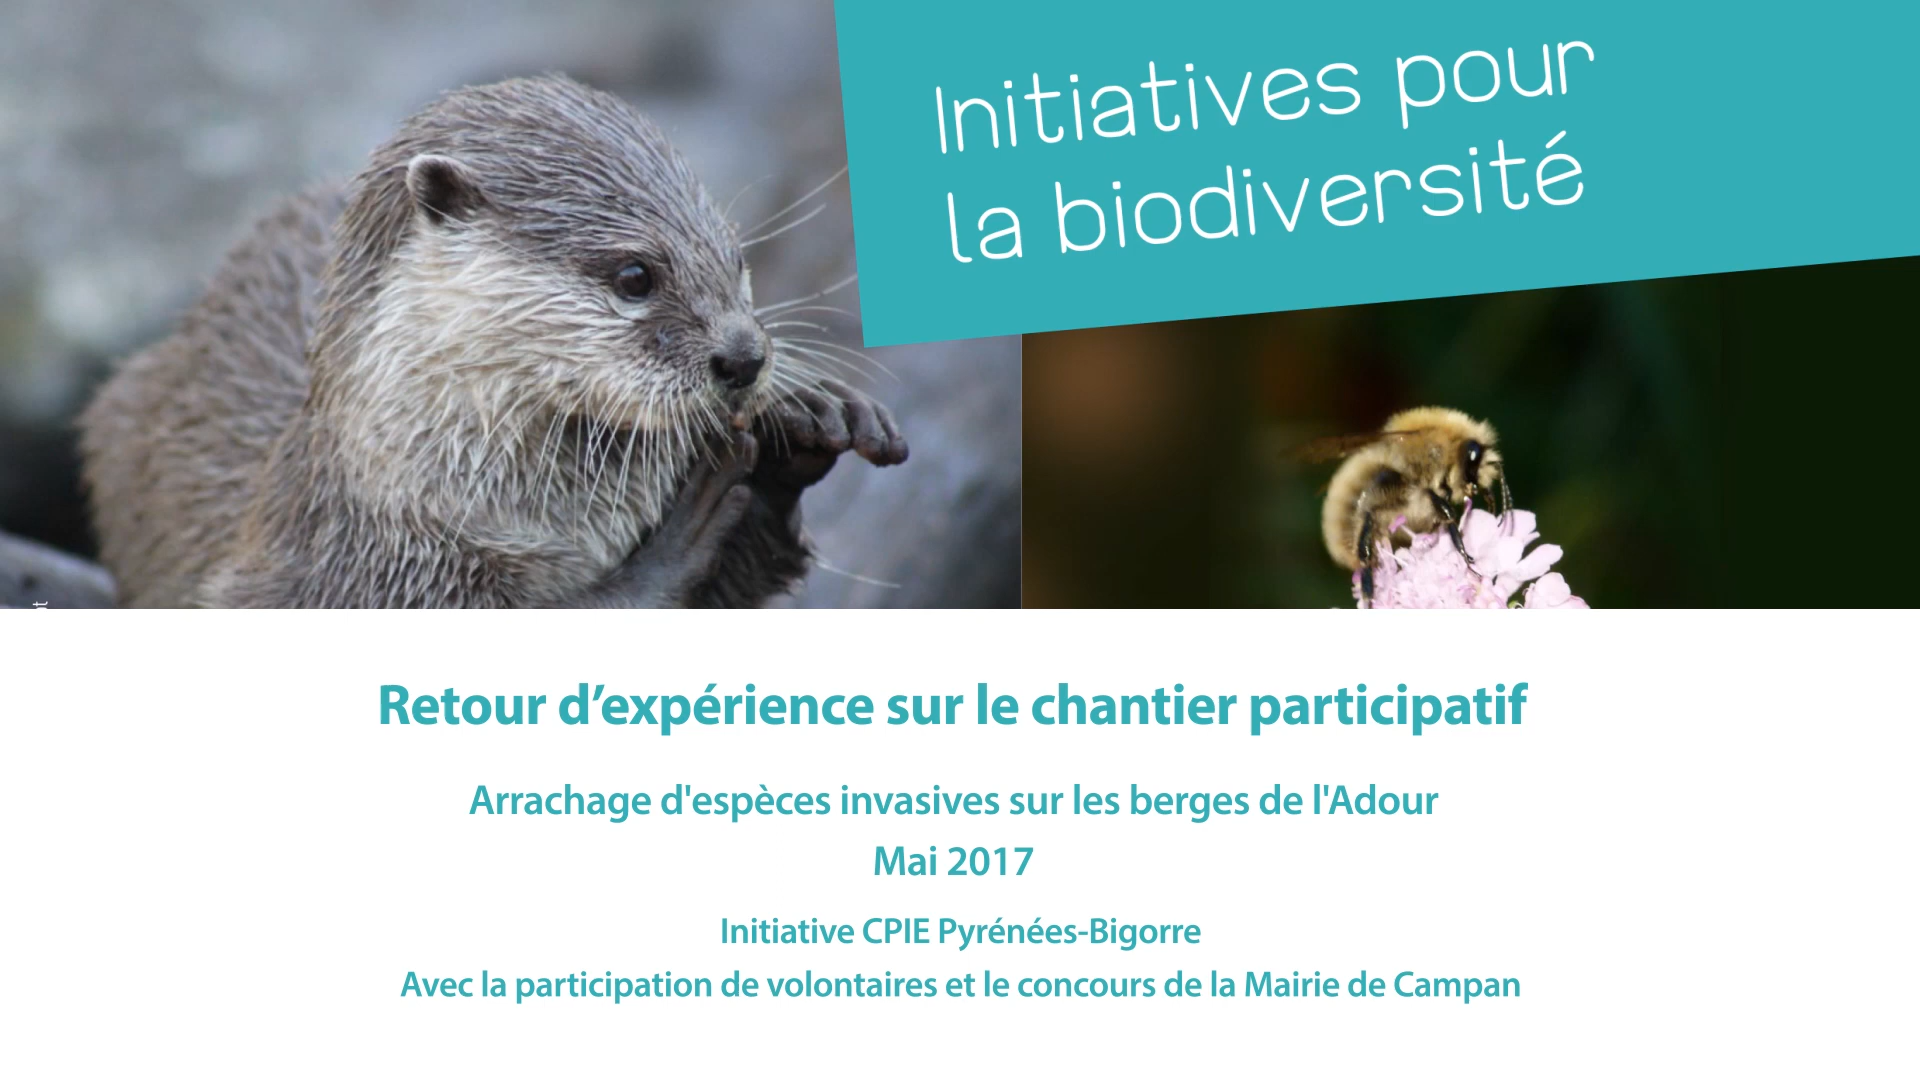 Initiatives pour
la biodiversité
Retour d’expérience sur le chantier participatif
Arrachage d'espèces invasives sur les berges de l'Adour
Mai 2017
Initiative CPIE Pyrénées-Bigorre
Avec la participation de volontaires et le concours de la Mairie de Campan